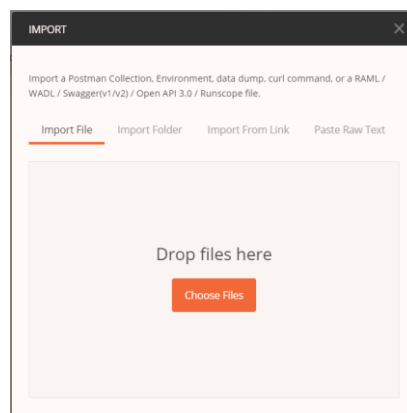 IMPORT
Import a Postman Collection, Environment, data dump, curl command, or a RAML /
WADL / Swagger(v1/v2) / Open API 3.0 / Runscope file.
Import File Import Folder Import From Link Paste Raw Text
Drop files here
Choose Files